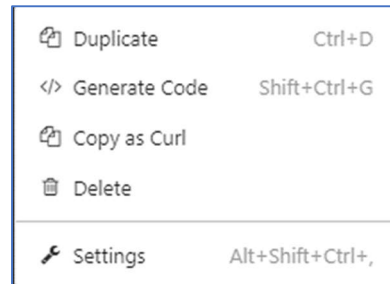 Duplicate Ctrl+D
</> Generate Code Shift+Ctrl+G
Copy as Curl
Delete
Settings Alt+Shift+Ctrl+,